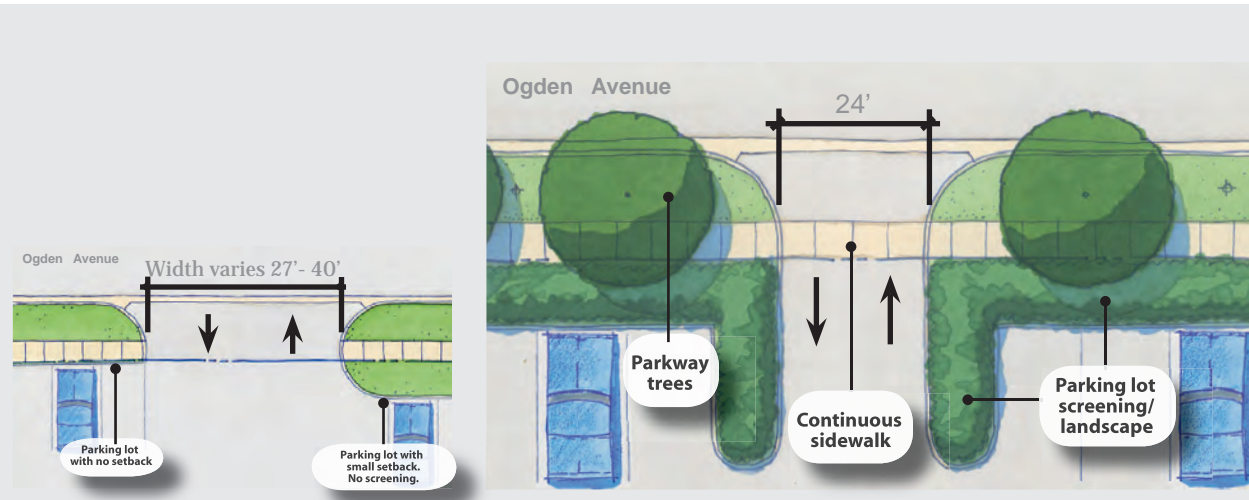 Ogden Avenue
Width varies 27’- 40’
Parking lot
with no setback
Parking lot with
small setback.
No screening.
Ogden Avenue
24’
Parkway
trees
Continuous
sidewalk
Parking lot
screening/
landscape